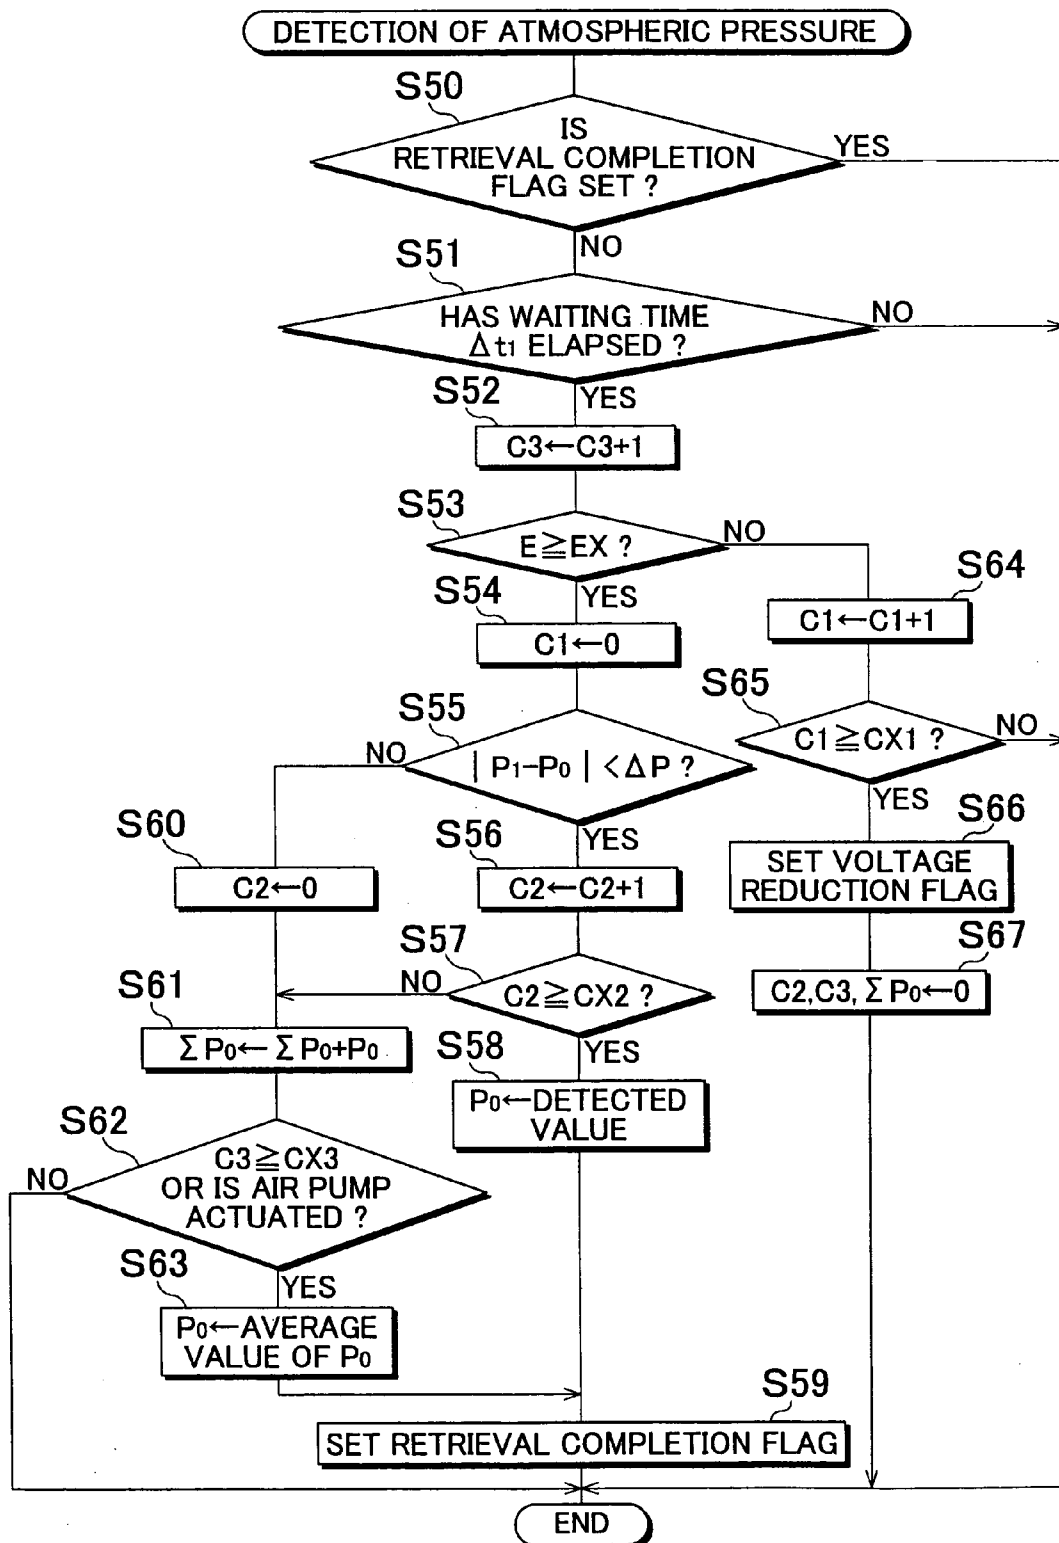 DETECTION OF ATMOSPHERIC PRESSURE
S50
IS
RETRIEVAL COMPLETION
FLAG SET ?
YES
NO
S51
HAS WAITING TIME
Δt1 ELAPSED ?
NO
YES
S52
C3←C3+1
S53
E≧EX ?
NO
YES
S54
C1←0
S64
C1←C1+1
S55
NO
| P1−P0 | <ΔP ?
YES
S65
C1≧CX1 ?
NO
YES
S60
C2←0
S56
C2←C2+1
S66
SET VOLTAGE
REDUCTION FLAG
S57
NO
C2≧CX2 ?
YES
S67
C2,C3, ΣP0←0
S61
ΣP0←ΣP0+P0
S58
P0←DETECTED
VALUE
S62
NO
C3≧CX3
OR IS AIR PUMP
ACTUATED ?
YES
S63
P0←AVERAGE
VALUE OF P0
S59
SET RETRIEVAL COMPLETION FLAG
END